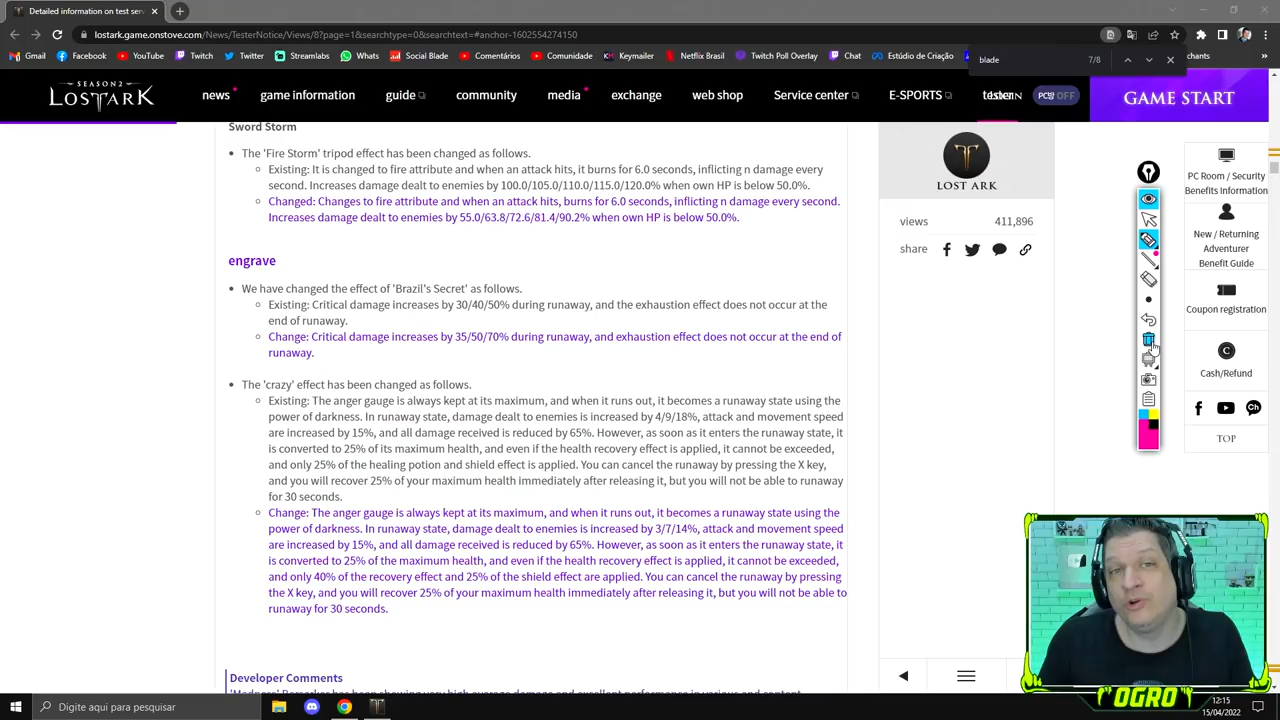 Detailed information on test serv
lostark.game.onstove.com/News/TesterNotice/Views/8?page=1&searchtype=0&searchtext=#anchor-1602554274150
Gmail
Facebook
YouTube
Twitch
Twitter
Streamlabs
Whats
Social Blade
Comentários
Comunidade
Keymailer
Netflix Brasil
Twitch Poll Overlay
Chat
Estúdio de Criação
chants
blade
7/8
SEASON 2
LOST ARK
news
game information
guide
community
media
exchange
web shop
Service center
E-SPORTS
tester
OFF
GAME START
Sword Storm
The 'Fire Storm' tripod effect has been changed as follows.
Existing: It is changed to fire attribute and when an attack hits, it burns for 6.0 seconds, inflicting n damage every
second. Increases damage dealt to enemies by 100.0/105.0/110.0/115.0/120.0% when own HP is below 50.0%.
Changed: Changes to fire attribute and when an attack hits, burns for 6.0 seconds, inflicting n damage every second.
Increases damage dealt to enemies by 55.0/63.8/72.6/81.4/90.2% when own HP is below 50.0%.
engrave
We have changed the effect of 'Brazil's Secret' as follows.
Existing: Critical damage increases by 30/40/50% during runaway, and the exhaustion effect does not occur at the
end of runaway.
Change: Critical damage increases by 35/50/70% during runaway, and exhaustion effect does not occur at the end of
runaway.
The 'crazy' effect has been changed as follows.
Existing: The anger gauge is always kept at its maximum, and when it runs out, it becomes a runaway state using the
power of darkness. In runaway state, damage dealt to enemies is increased by 4/9/18%, attack and movement speed
are increased by 15%, and all damage received is reduced by 65%. However, as soon as it enters the runaway state, it
is converted to 25% of its maximum health, and even if the health recovery effect is applied, it cannot be exceeded,
and only 25% of the healing potion and shield effect is applied. You can cancel the runaway by pressing the X key,
and you will recover 25% of your maximum health immediately after releasing it, but you will not be able to runaway
for 30 seconds.
Change: The anger gauge is always kept at its maximum, and when it runs out, it becomes a runaway state using the
power of darkness. In runaway state, damage dealt to enemies is increased by 3/7/14%, attack and movement speed
are increased by 15%, and all damage received is reduced by 65%. However, as soon as it enters the runaway state, it
is converted to 25% of the maximum health, and even if the health recovery effect is applied, it cannot be exceeded,
and only 40% of the recovery effect and 25% of the shield effect are applied. You can cancel the runaway by pressing
the X key, and you will recover 25% of your maximum health immediately after releasing it, but you will not be able to
runaway for 30 seconds.
Developer Comments
LOST ARK
views
411,896
share
PC Room / Security
Benefits Information
New / Returning
Adventurer
Benefit Guide
Coupon registration
C
Cash/Refund
Ch
TOP
OGRO
Digite aqui para pesquisar
12:15
15/04/2022